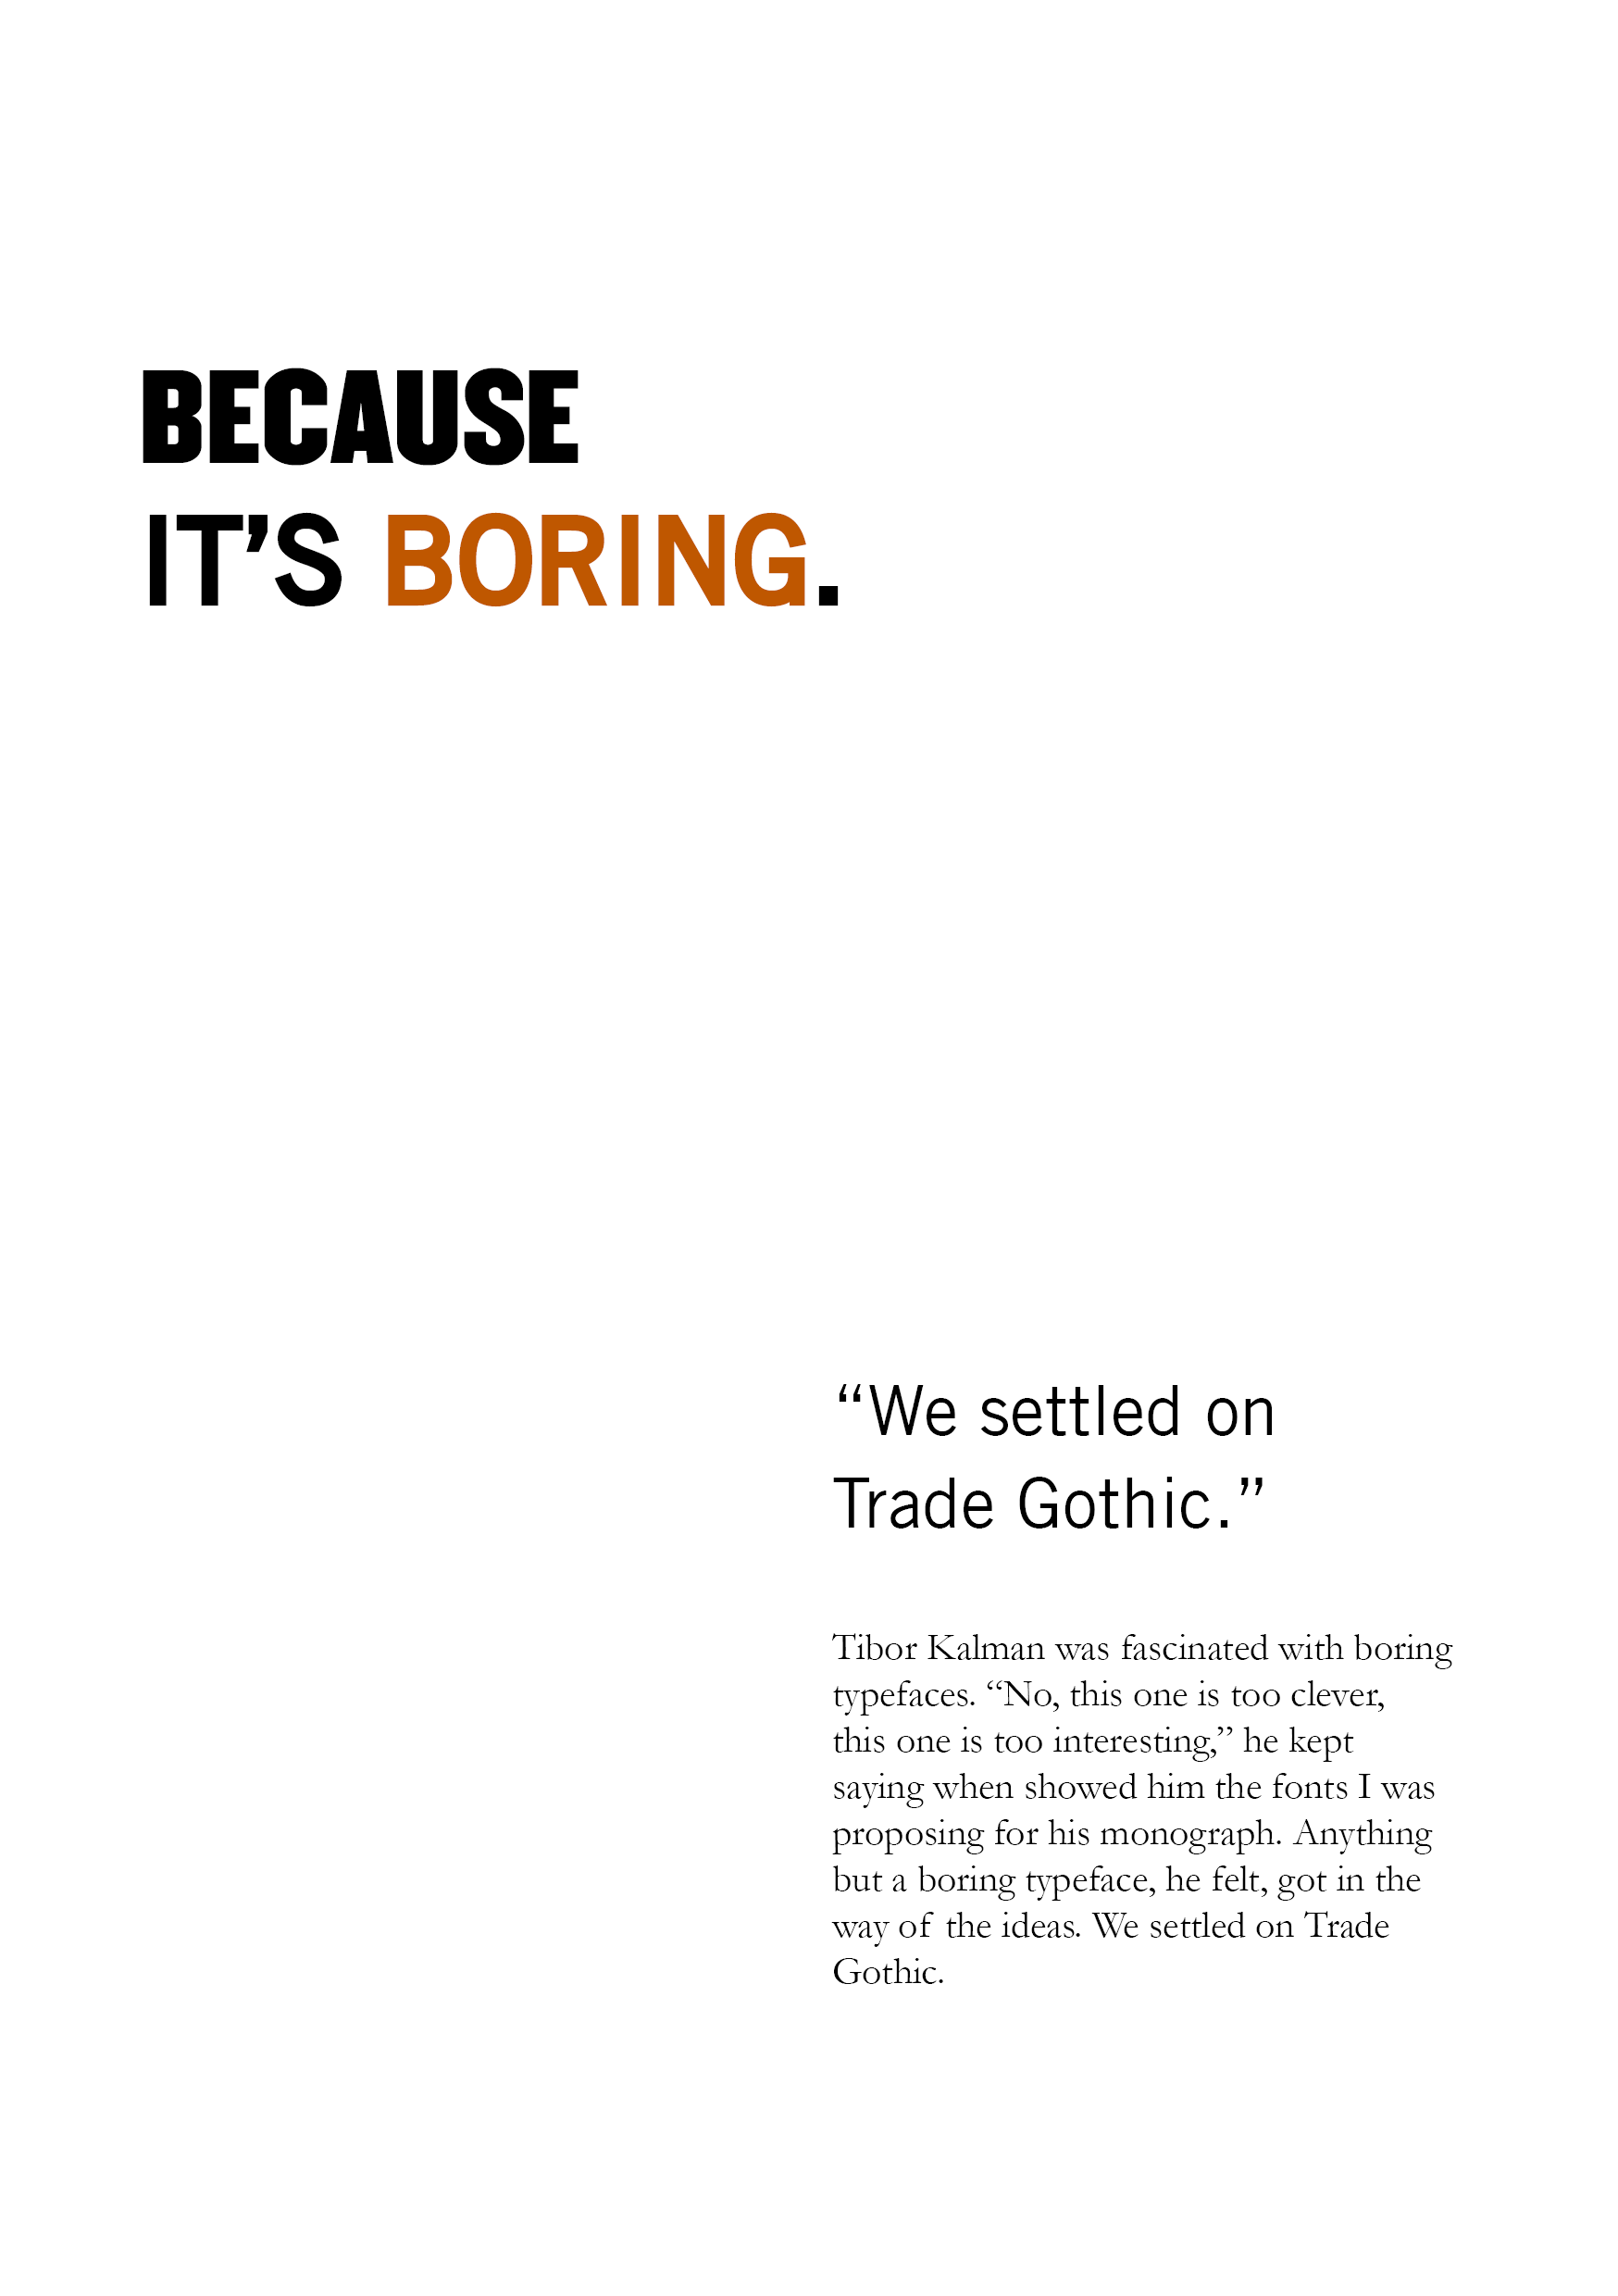 BECAUSE
IT’S BORING.
“We settled on
Trade Gothic.”
Tibor Kalman was fascinated with boring
typefaces. “No, this one is too clever,
this one is too interesting,” he kept
saying when showed him the fonts I was
proposing for his monograph. Anything
but a boring typeface, he felt, got in the
way of the ideas. We settled on Trade
Gothic.